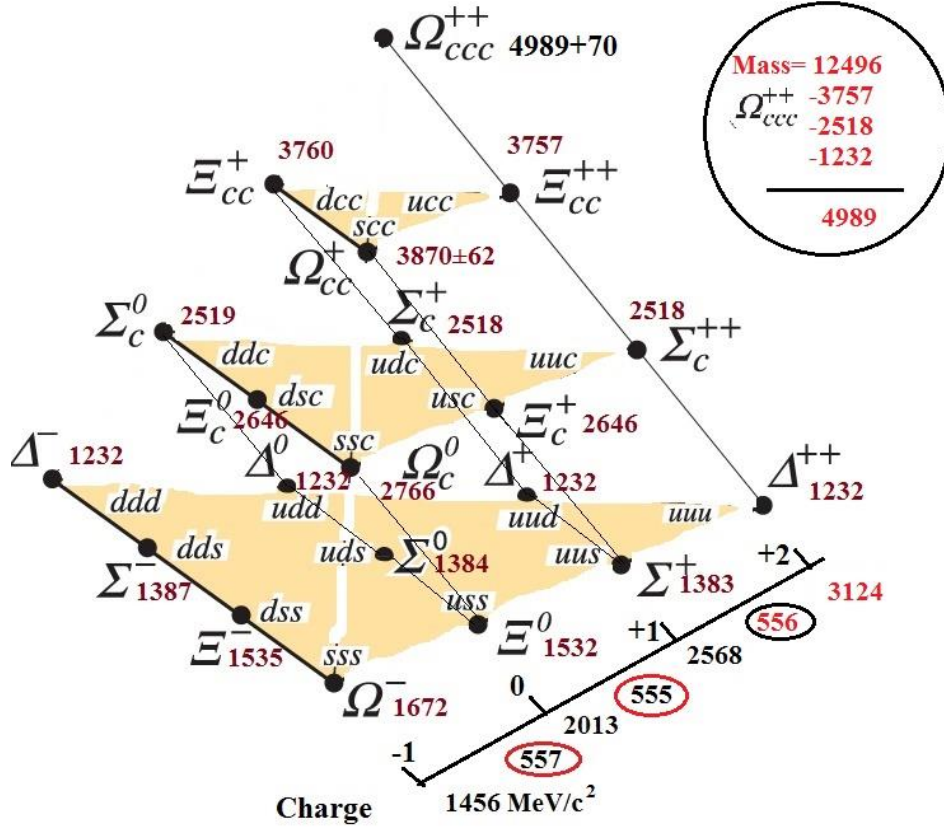 Ω++ccc 4989+70
Mass= 12496
Ω++ccc -3757
-2518
-1232
4989
3760
3757
Ξ+cc
dcc
ucc
Ξ++cc
scc
Ω+cc 3870±62
Σ0c 2519
Σ+c 2518
2518
Σ++c
ddc
udc
uuc
dsc
usc
Ξ0c 2646
Ξ+c 2646
ssc
Δ- 1232
Δ0 1232
Ω0c 2766
Δ+ 1232
Δ++ 1232
ddd
udd
uud
uuu
dds
uds
Σ0 1384
uus
Σ- 1387
Σ+ 1383
dss
uss
Ξ- 1535
Ξ0 1532
sss
Ω- 1672
+2
3124
556
+1
2568
555
0
2013
557
-1
1456 MeV/c²
Charge